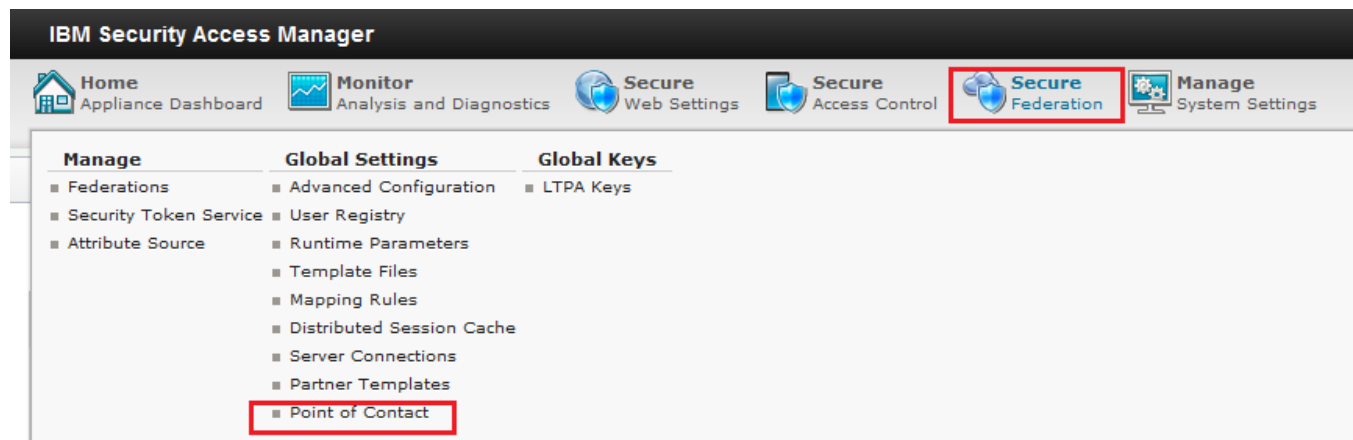 IBM Security Access Manager
Home
Appliance Dashboard
Monitor
Analysis and Diagnostics
Secure
Web Settings
Secure
Access Control
Secure
Federation
Manage
System Settings
Manage
Federations
Security Token Service
Attribute Source
Global Settings
Advanced Configuration
User Registry
Runtime Parameters
Template Files
Mapping Rules
Distributed Session Cache
Server Connections
Partner Templates
Point of Contact
Global Keys
LTPA Keys